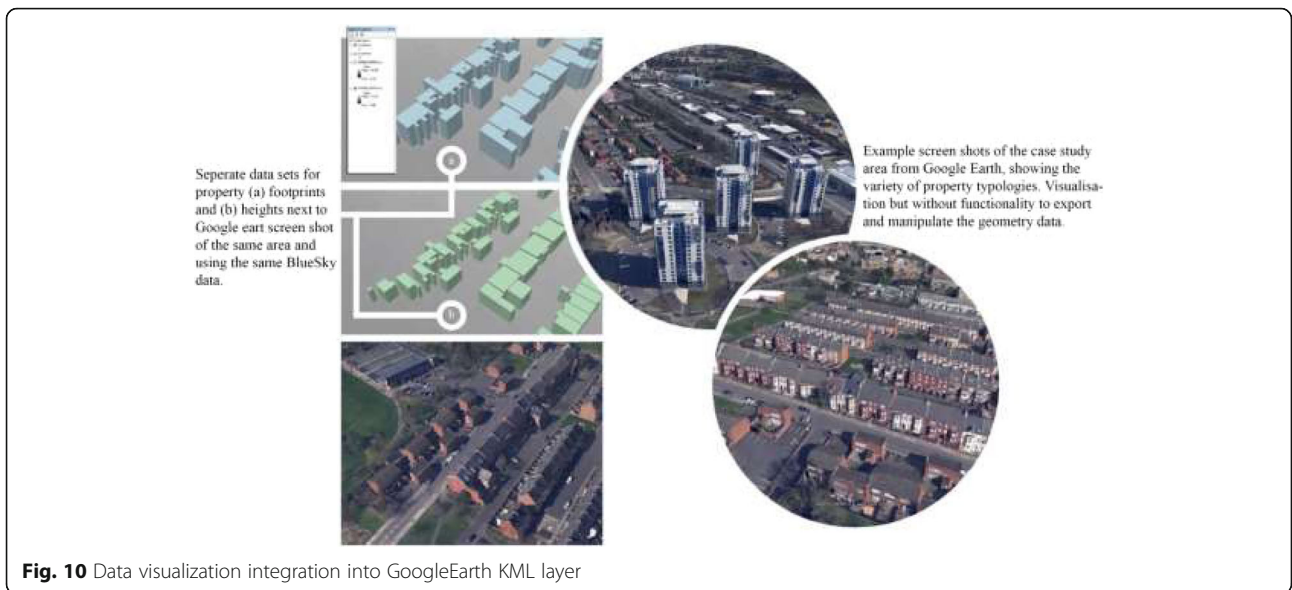 Seperate data sets for
property (a) footprints
and (b) heights next to
Google eart screen shot
of the same area and
using the same BlueSky
data.
a
b
Example screen shots of the case study
area from Google Earth, showing the
variety of property typologies. Visualisa-
tion but without functionality to export
and manipulate the geometry data.
Fig. 10 Data visualization integration into GoogleEarth KML layer